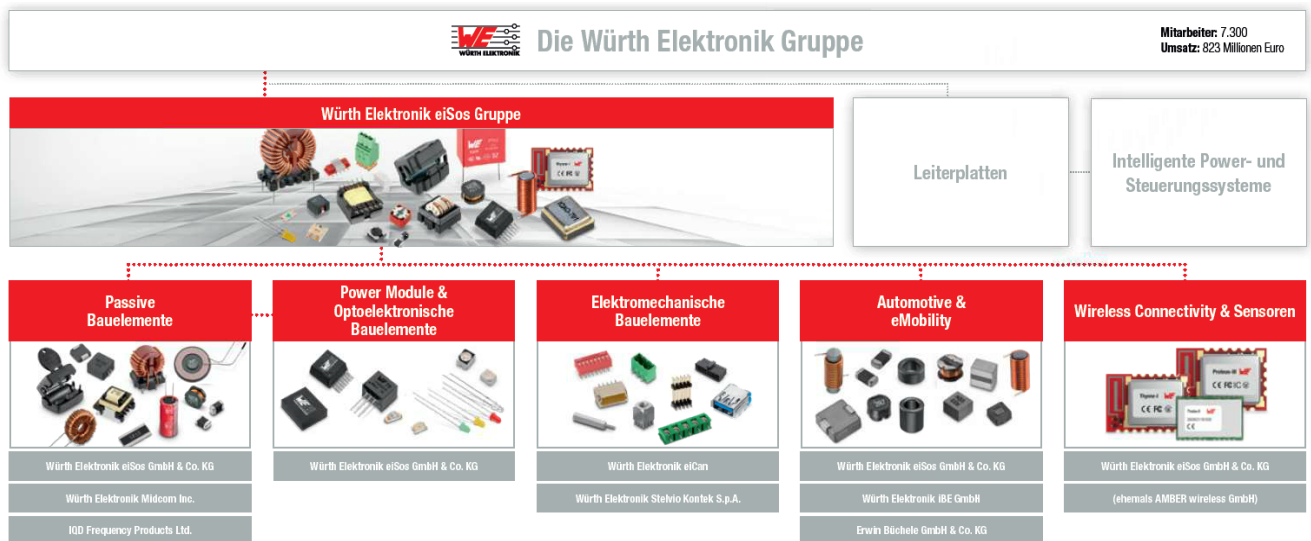 WE
WÜRTH ELEKTRONIK
Die Würth Elektronik Gruppe
Mitarbeiter: 7.300
Umsatz: 823 Millionen Euro
Würth Elektronik eiSos Gruppe
Leiterplatten
Intelligente Power- und
Steuerungssysteme
Passive
Bauelemente
Power Module &
Optoelektronische
Bauelemente
Elektromechanische
Bauelemente
Automotive &
eMobility
Wireless Connectivity & Sensoren
Würth Elektronik eiSos GmbH & Co. KG
Würth Elektronik Midcom Inc.
IQD Frequency Products Ltd.
Würth Elektronik eiSos GmbH & Co. KG
Würth Elektronik eiCan
Würth Elektronik Stelvio Kontek S.p.A.
Würth Elektronik eiSos GmbH & Co. KG
Würth Elektronik iBE GmbH
Erwin Büchele GmbH & Co. KG
Proteus-III
Thyone-I
Würth Elektronik eiSos GmbH & Co. KG
(ehemals AMBER wireless GmbH)